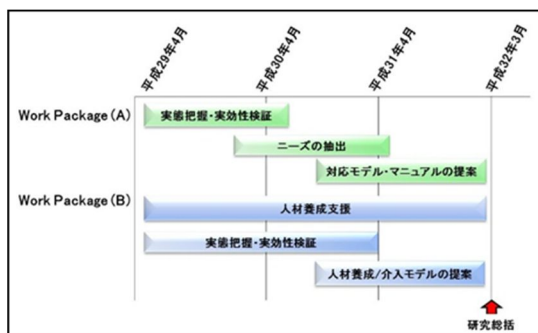 平成29年4月
平成30年4月
平成31年4月
平成32年3月
Work Package (A)
実態把握・実効性検証
ニーズの抽出
対応モデル・マニュアルの提案
Work Package (B)
人材養成支援
実態把握・実効性検証
人材養成/介入モデルの提案
研究総括